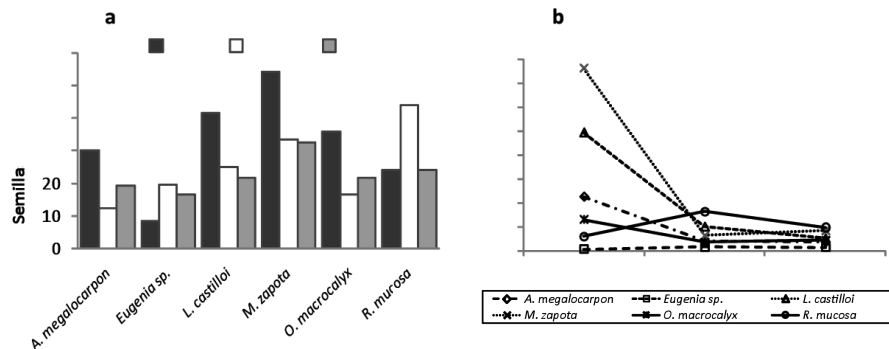 a
b
Semilla
20
10
0
A. megalocarpon
Eugenia sp.
L. castilloi
M. zapota
O. macrocalyx
R. mucosa
A. megalocarpon Eugenia sp. L. castilloi
M. zapota O. macrocalyx R. mucosa